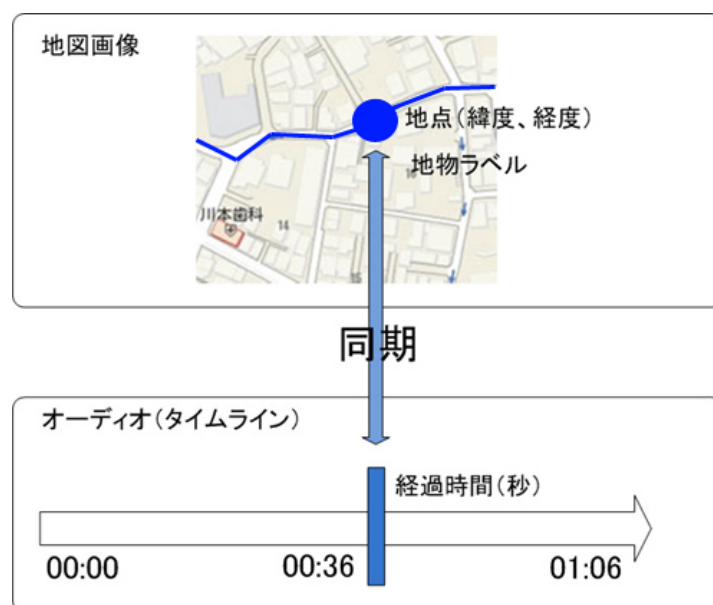 地図画像
地点(緯度、経度)
地物ラベル
16
川本歯科
14
15
同期
オーディオ(タイムライン)
経過時間(秒)
00:00
00:36
01:06